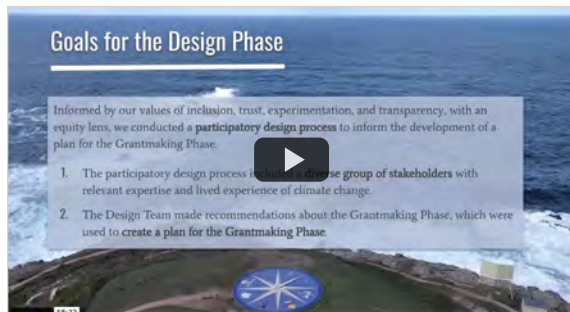 Goals for the Design Phase
Informed by our values of inclusion, trust, experimentation, and transparency, with an
equity lens, we conducted a participatory design process to inform the development of a
plan for the Grantmaking Phase.
1. The participatory design process included a diverse group of stakeholders with
relevant expertise and lived experience of climate change.
2. The Design Team made recommendations about the Grantmaking Phase, which were
used to create a plan for the Grantmaking Phase.